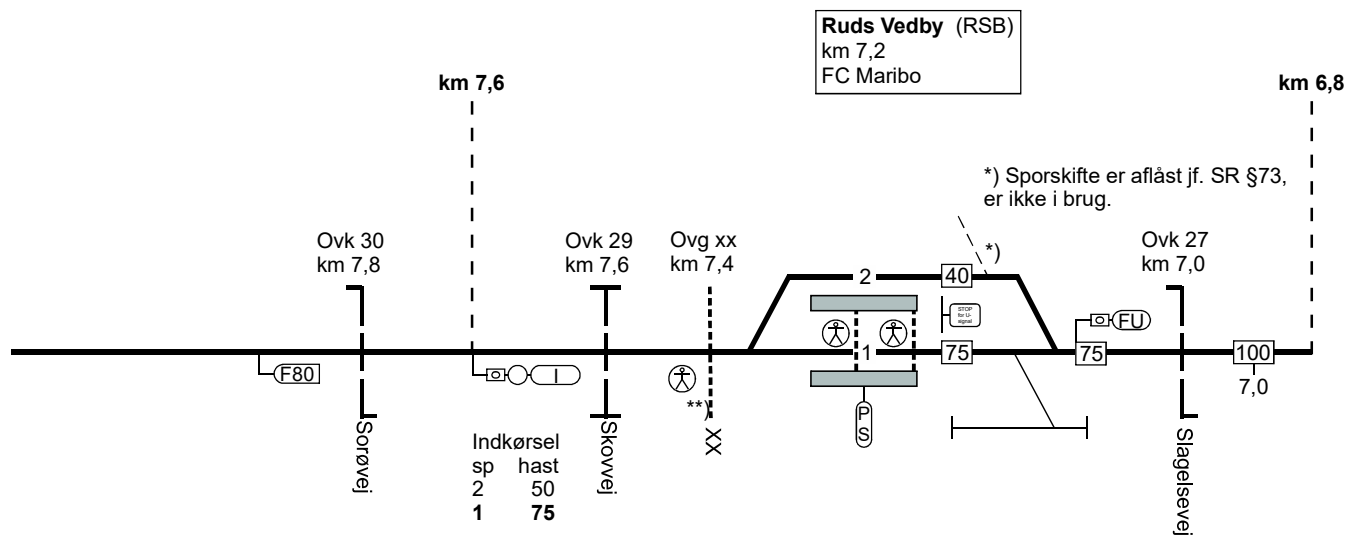 Ruds Vedby (RSB)
km 7,2
FC Maribo
km 7,6
km 6,8
*) Sporskifte er aflåst jf. SR §73,
er ikke i brug.
Ovk 30
km 7,8
Ovk 29
km 7,6
Ovg xx
km 7,4
*)
Ovk 27
km 7,0
2
40
STOP
for U-
signal
FU
1
75
75
100
7,0
F80
I
**)
P
S
Sorøvej
Skovvej
XX
Slagelsevej
Indkørsel
sp hast
2 50
1 75